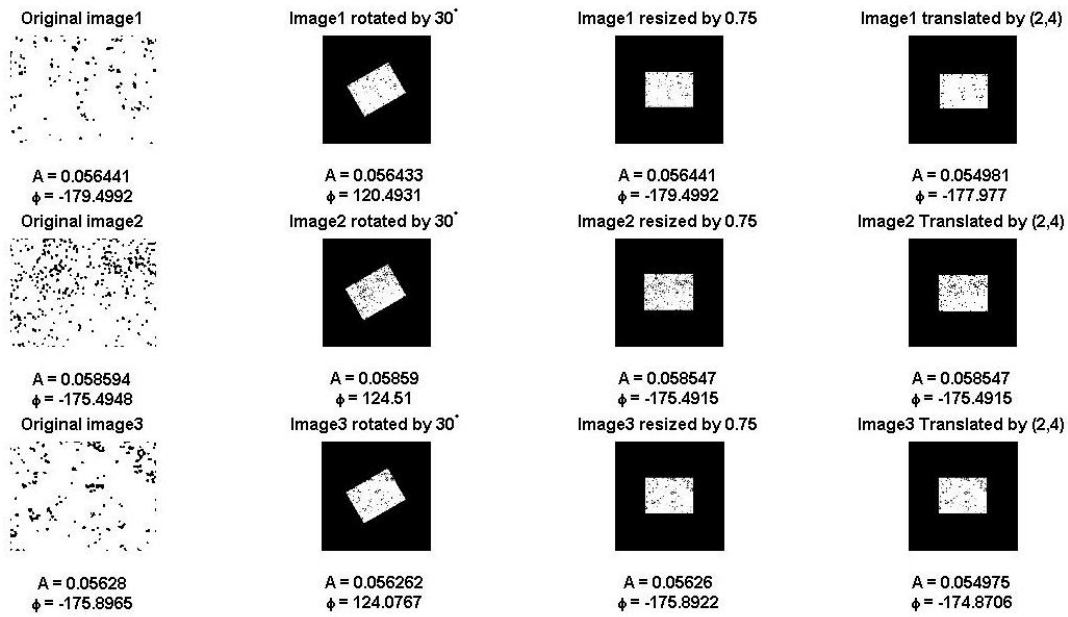 Original image1
Image1 rotated by 30*
Image1 resized by 0.75
Image1 translated by (2,4)
A = 0.056441
ϕ = -179.4992
A = 0.056433
ϕ = 120.4931
A = 0.056441
ϕ = -179.4992
A = 0.054981
ϕ = -177.977
Original image2
Image2 rotated by 30*
Image2 resized by 0.75
Image2 Translated by (2,4)
A = 0.058594
ϕ = -175.4948
A = 0.05859
ϕ = 124.51
A = 0.058547
ϕ = -175.4915
A = 0.058547
ϕ = -175.4915
Original image3
Image3 rotated by 30*
Image3 resized by 0.75
Image3 Translated by (2,4)
A = 0.05628
ϕ = -175.8965
A = 0.056262
ϕ = 124.0767
A = 0.05626
ϕ = -175.8922
A = 0.054975
ϕ = -174.8706